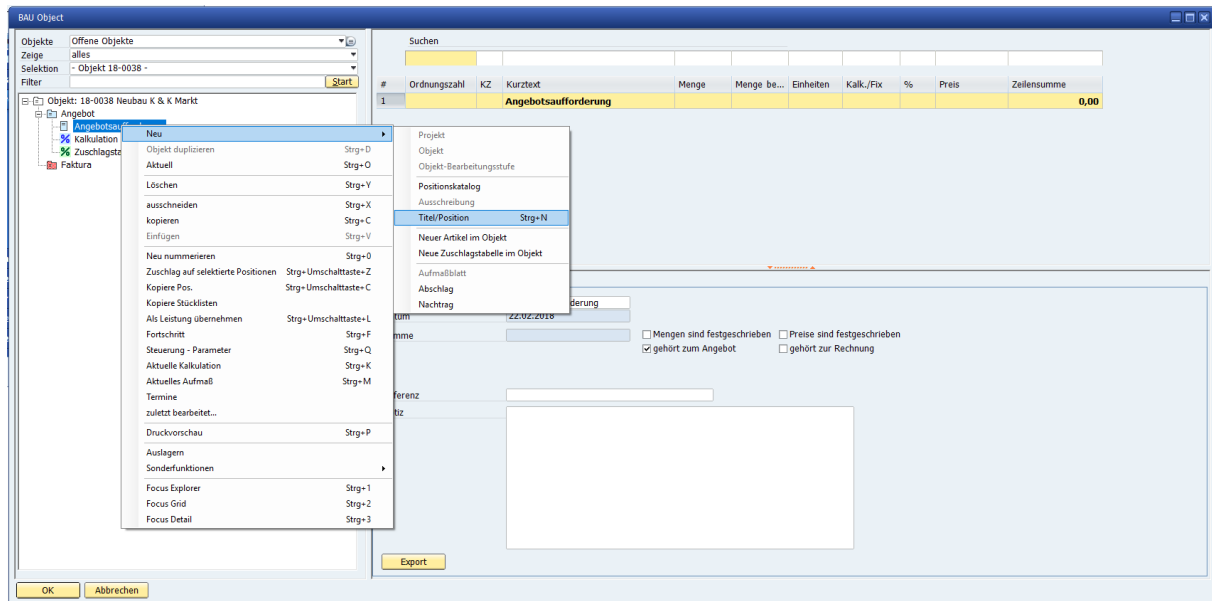 BAU Object
Objekte Offene Objekte
Zeige alles
Selektion - Objekt 18-0038 -
Filter Start
Objekt: 18-0038 Neubau K & K Markt
Angebot
Kalkulation
Faktura
Neu
Objekt duplizieren Strg+D
Aktuell Strg+O
Löschen Strg+Y
ausschneiden Strg+X
kopieren Strg+C
Einfügen Strg+V
Neu nummerieren Strg+0
Zuschlag auf selektierte Positionen Strg+Umschalttaste+Z
Kopiere Pos. Strg+Umschalttaste+C
Kopiere Stücklisten
Als Leistung übernehmen Strg+Umschalttaste+L
Fortschritt Strg+F
Steuerung - Parameter Strg+Q
Aktuelle Kalkulation Strg+K
Aktuelles Aufmaß Strg+M
Termine
zuletzt bearbeitet...
Druckvorschau Strg+P
Auslagern
Sonderfunktionen
Focus Explorer Strg+1
Focus Grid Strg+2
Focus Detail Strg+3
Projekt
Objekt
Objekt-Bearbeitungsstufe
Positionskatalog
Ausschreibung
Titel/Position Strg+N
Neuer Artikel im Objekt
Neue Zuschlagstabelle im Objekt
Aufmaßblatt
Abschlag
Nachtrag
Suchen
# Ordnungszahl KZ Kurztext Menge Menge be... Einheiten Kalk./Fix % Preis Zeilensumme
1 Angebotsaufforderung 0,00
derung
tum 22.02.2018
mme Mengen sind festgeschrieben Preise sind festgeschrieben
gehört zum Angebot gehört zur Rechnung
ferenz
tiz
Export
OK Abbrechen